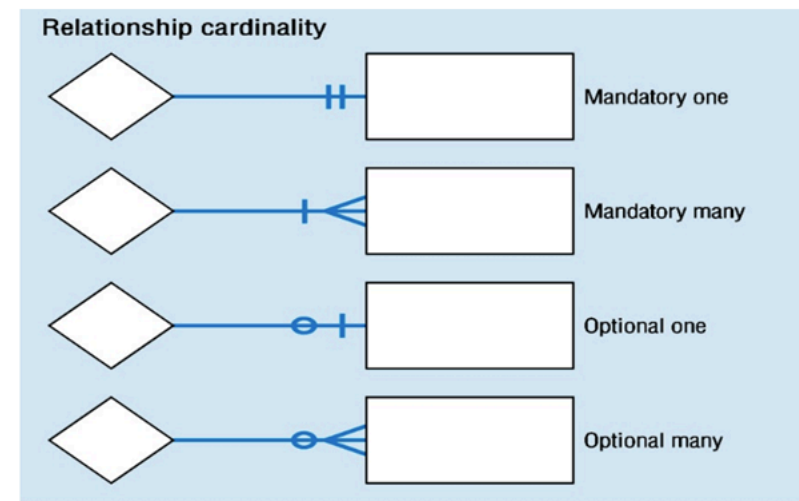 Relationship cardinality
Mandatory one
Mandatory many
Optional one
Optional many